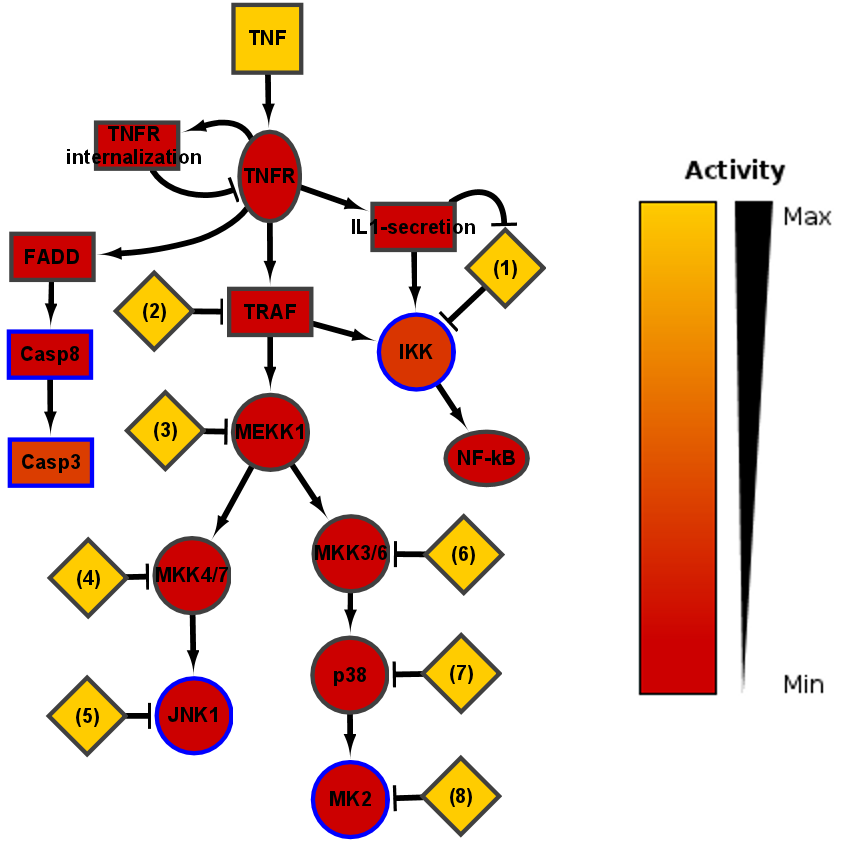 TNF
TNFR
internalization
TNFR
IL1-secretion
FADD
(1)
(2)
TRAF
IKK
Casp8
(3)
MEKK1
Casp3
NF-kB
(4)
MKK4/7
MKK3/6
(6)
(5)
JNK1
p38
(7)
MK2
(8)
Activity
Max
Min